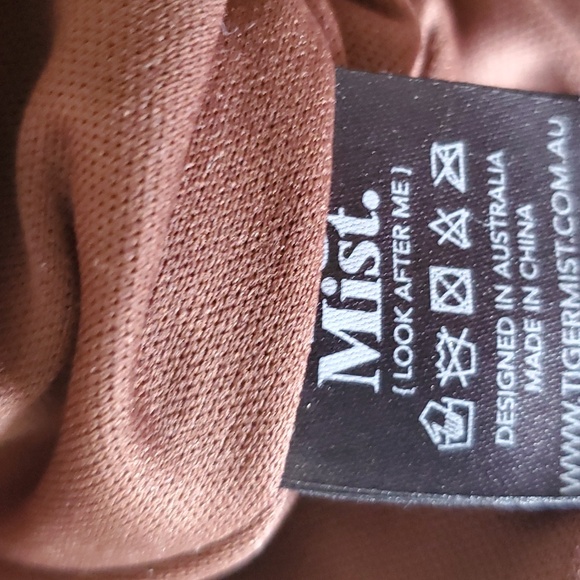 Mist.
{ LOOK AFTER ME }
DESIGNED IN AUSTRALIA
MADE IN CHINA
WWW.TIGERMIST.COM.AU